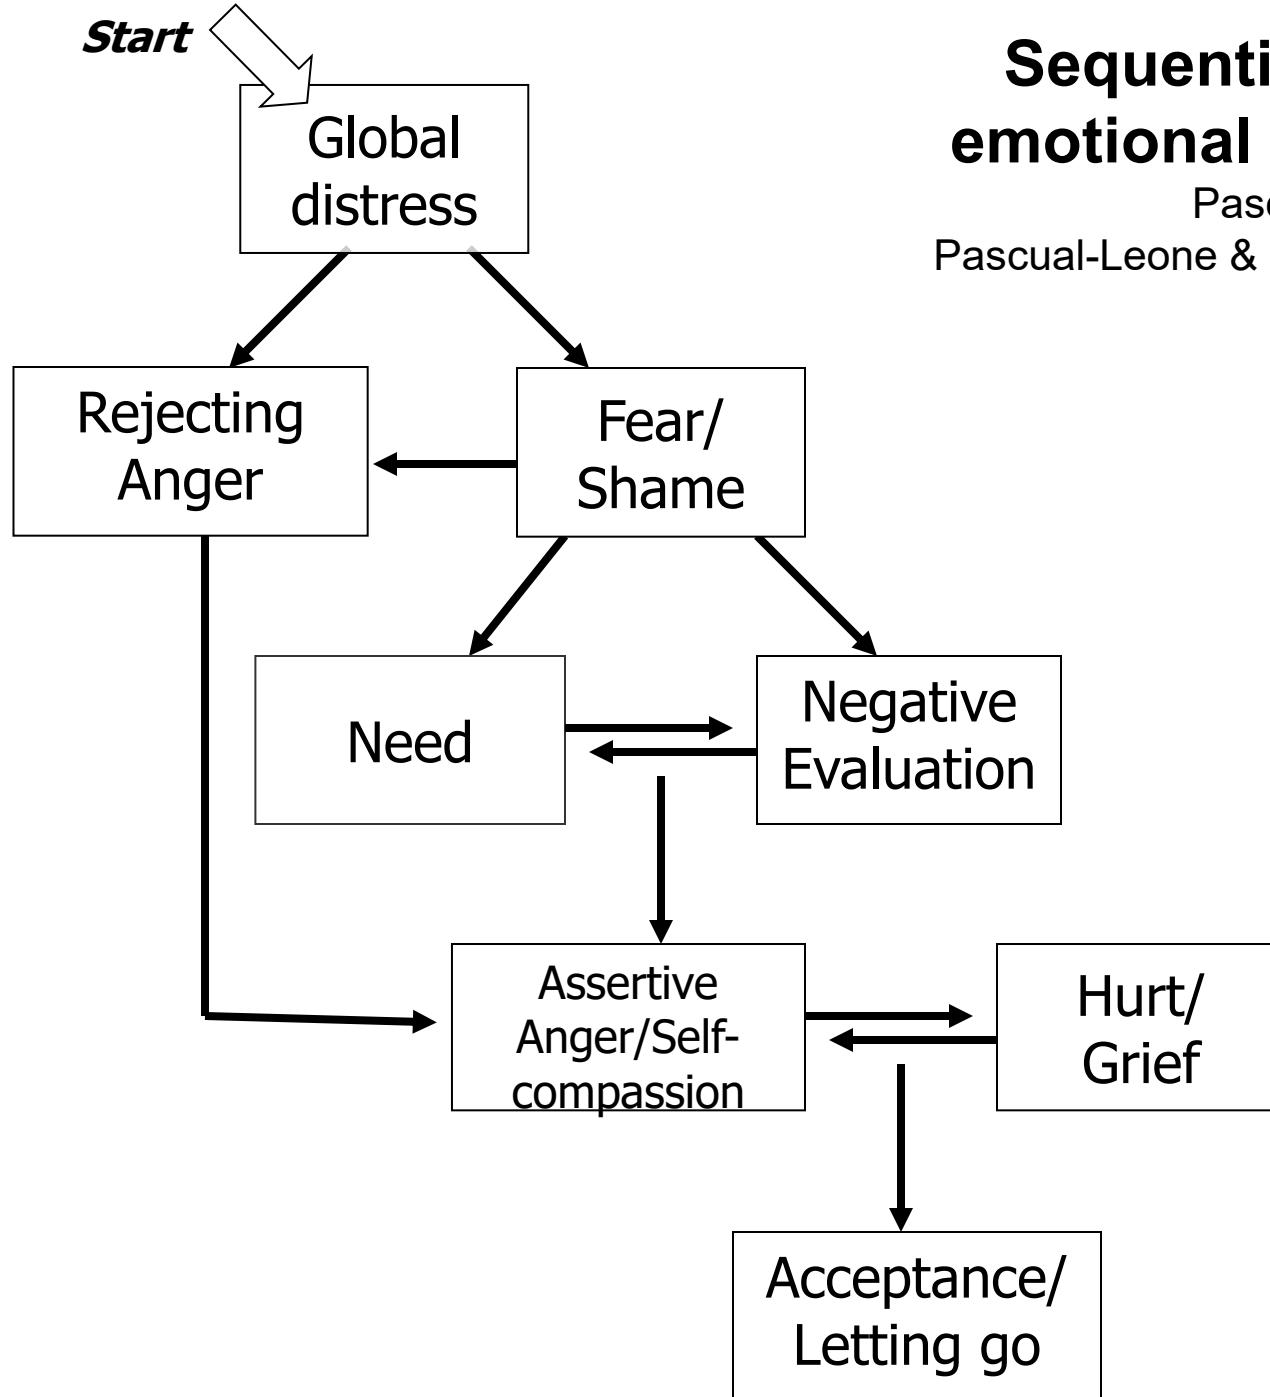 Start
Sequenti
emotional
Pasc
Pascual-Leone &
Global
distress
Rejecting
Anger
Fear/
Shame
Need
Negative
Evaluation
Assertive
Anger/Self-
compassion
Hurt/
Grief
Acceptance/
Letting go